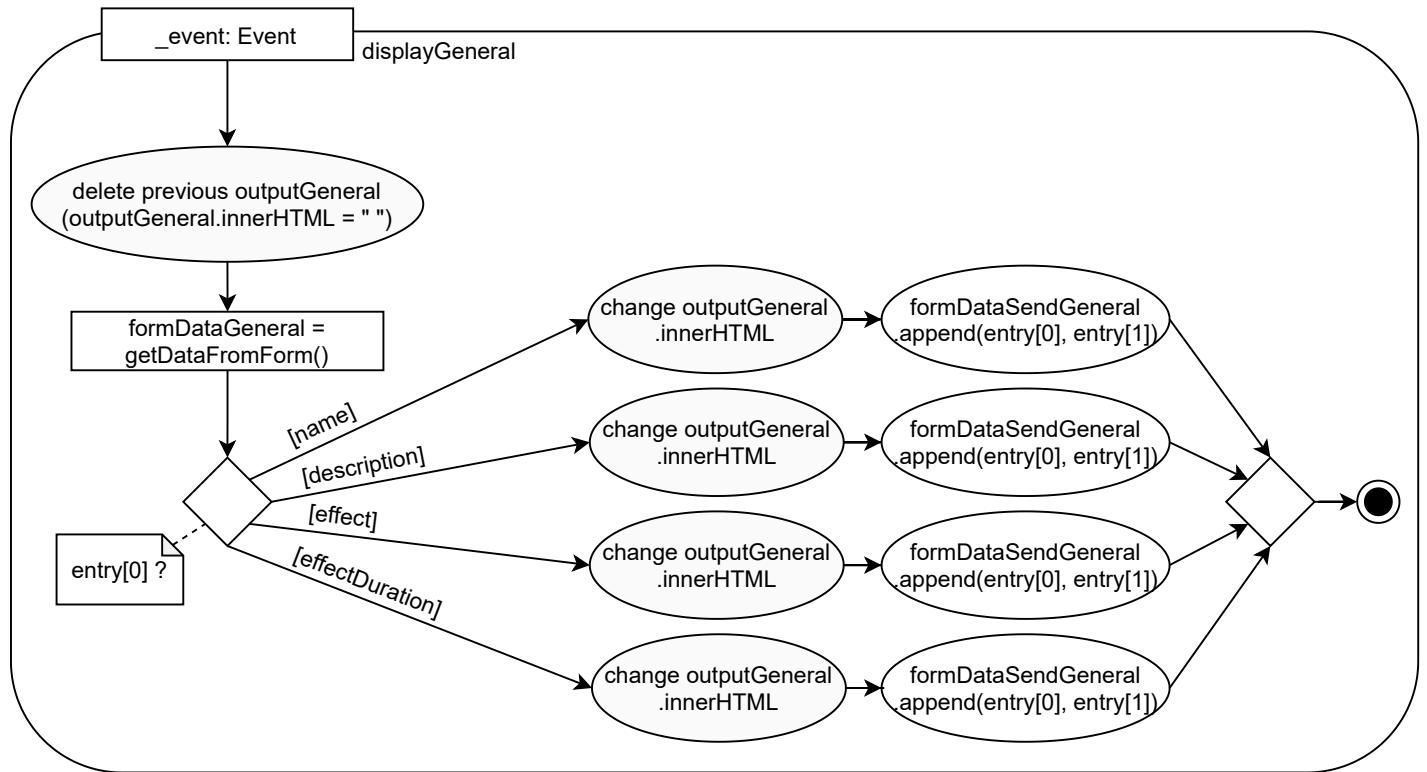 _event: Event
displayGeneral
delete previous outputGeneral
(outputGeneral.innerHTML = " ")
formDataGeneral =
getDataFromForm()
[name]
[description]
[effect]
[effectDuration]
entry[0] ?
change outputGeneral
.innerHTML
formDataSendGeneral
.append(entry[0], entry[1])
change outputGeneral
.innerHTML
formDataSendGeneral
.append(entry[0], entry[1])
change outputGeneral
.innerHTML
formDataSendGeneral
.append(entry[0], entry[1])
change outputGeneral
.innerHTML
formDataSendGeneral
.append(entry[0], entry[1])